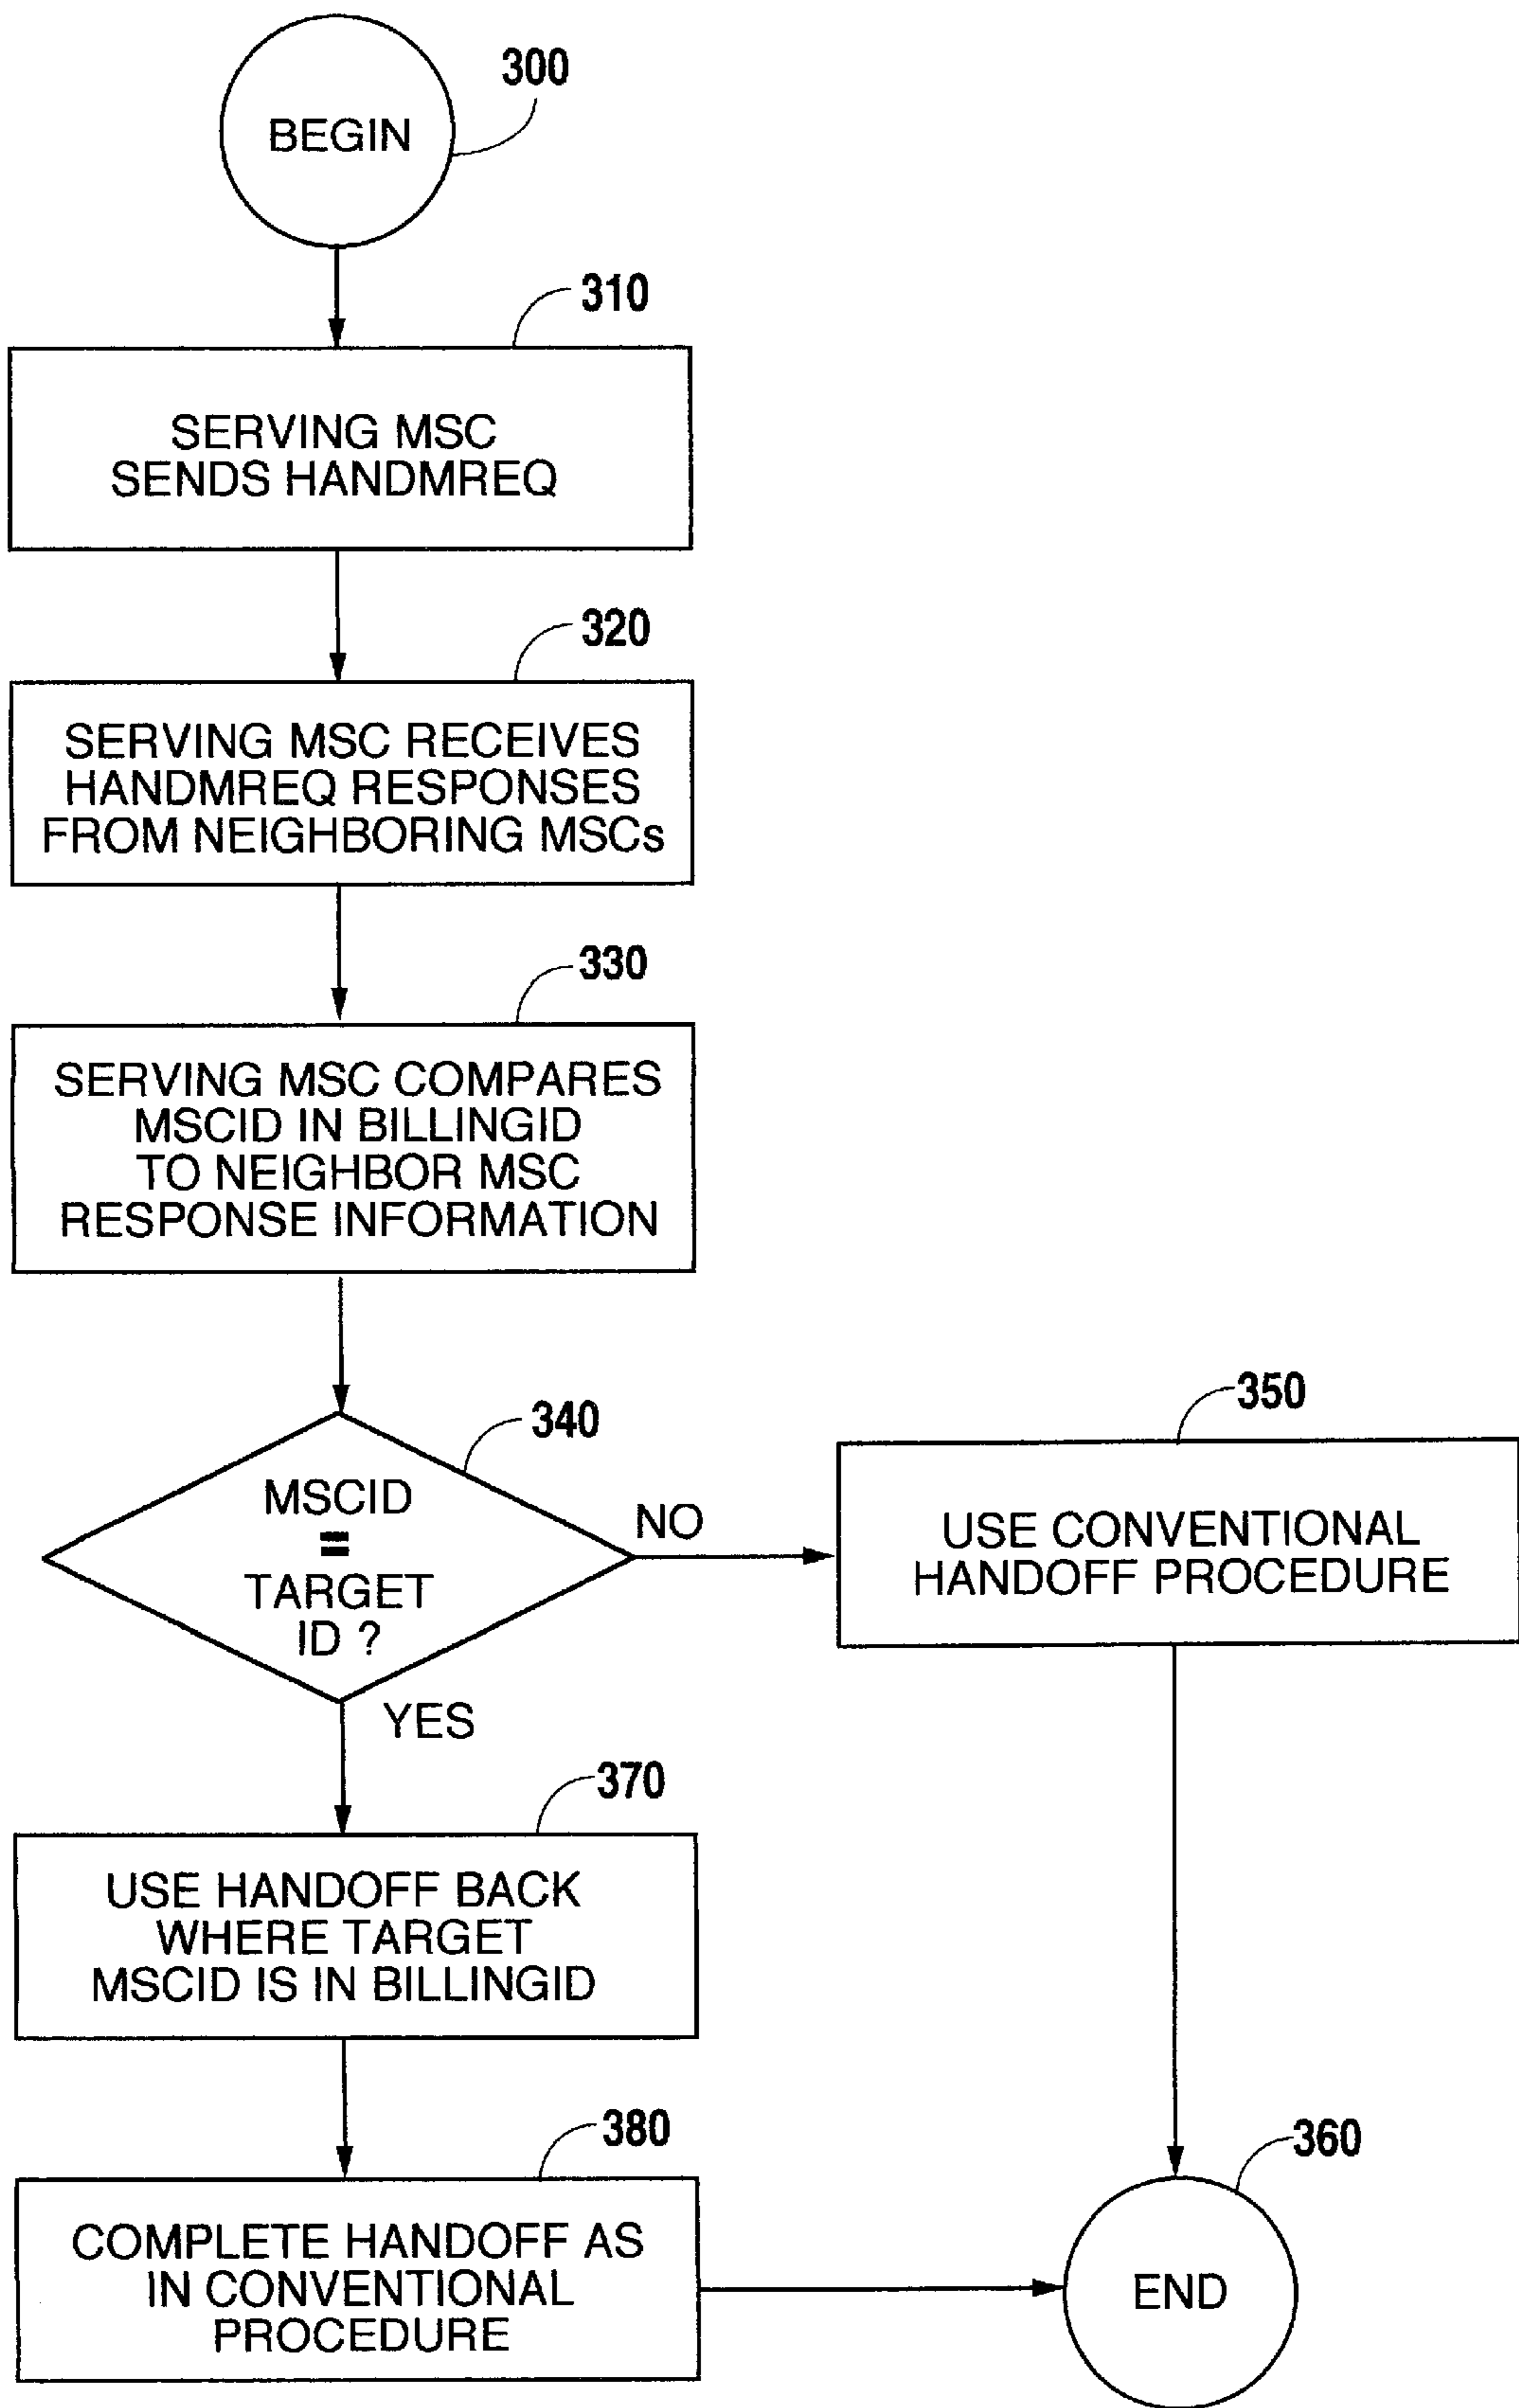 300
BEGIN
310
SERVING MSC
SENDS HANDMREQ
320
SERVING MSC RECEIVES
HANDMREQ RESPONSES
FROM NEIGHBORING MSCs
330
SERVING MSC COMPARES
MSCID IN BILLINGID
TO NEIGHBOR MSC
RESPONSE INFORMATION
340
MSCID
=
TARGET
ID ?
NO
350
USE CONVENTIONAL
HANDOFF PROCEDURE
YES
370
USE HANDOFF BACK
WHERE TARGET
MSCID IS IN BILLINGID
380
COMPLETE HANDOFF AS
IN CONVENTIONAL
PROCEDURE
360
END